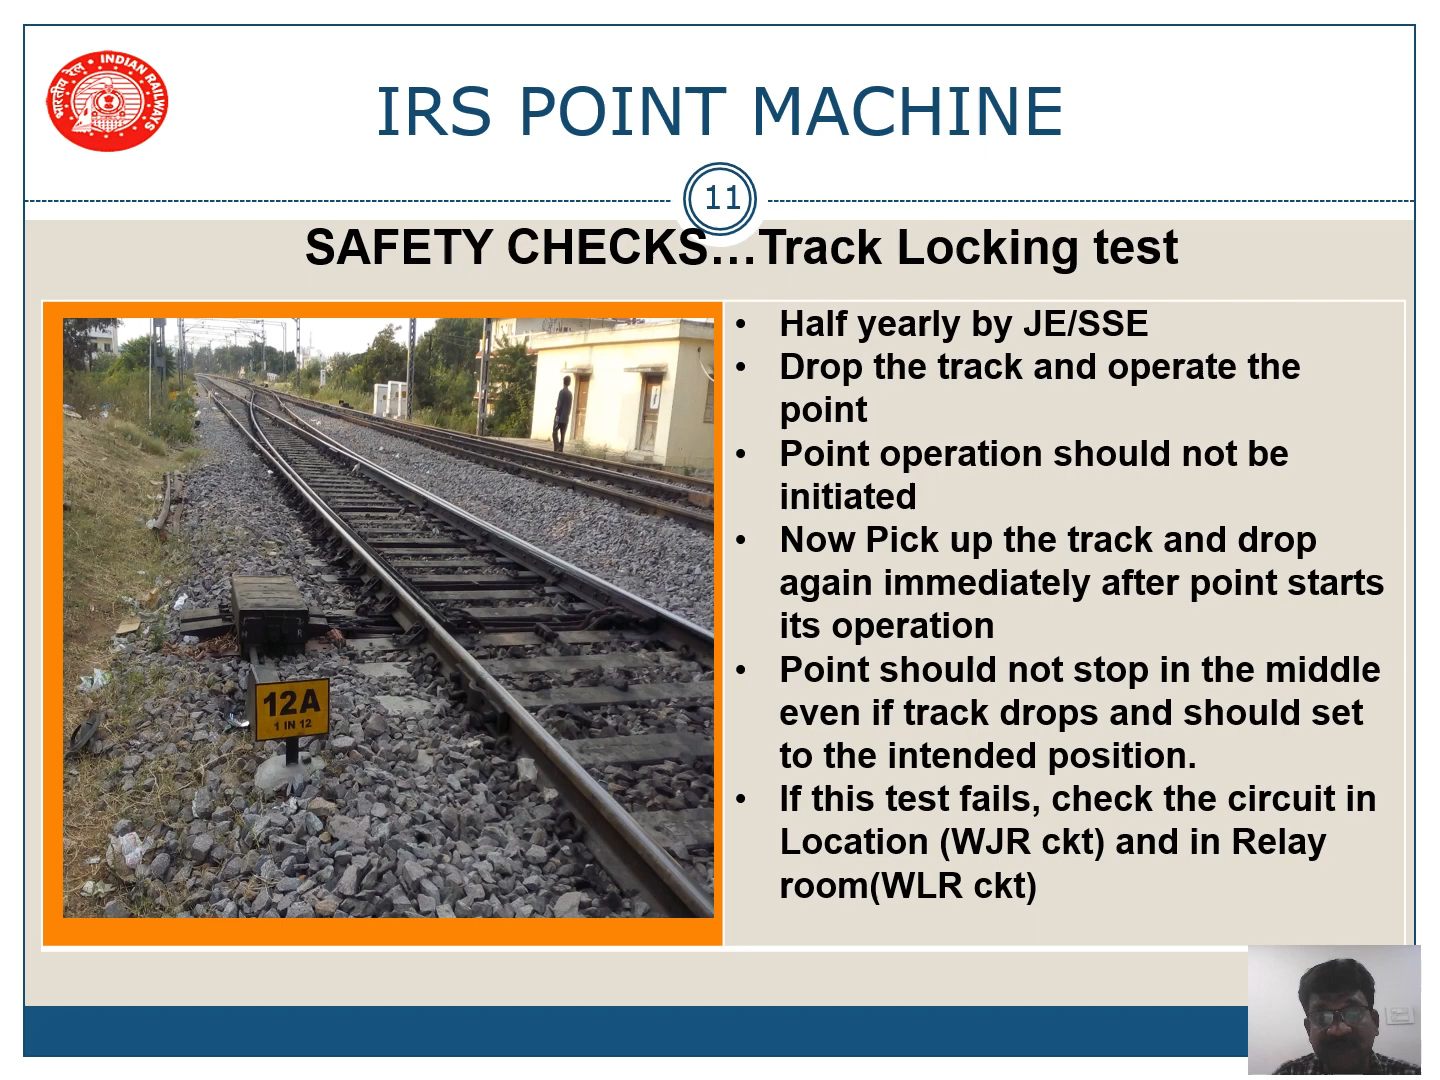 भारतीय रेल • INDIAN RAILWAYS
IRS POINT MACHINE
11
SAFETY CHECKS...Track Locking test
• Half yearly by JE/SSE
• Drop the track and operate the
point
• Point operation should not be
initiated
• Now Pick up the track and drop
again immediately after point starts
its operation
• Point should not stop in the middle
even if track drops and should set
to the intended position.
• If this test fails, check the circuit in
Location (WJR ckt) and in Relay
room(WLR ckt)
12A
1 IN 12